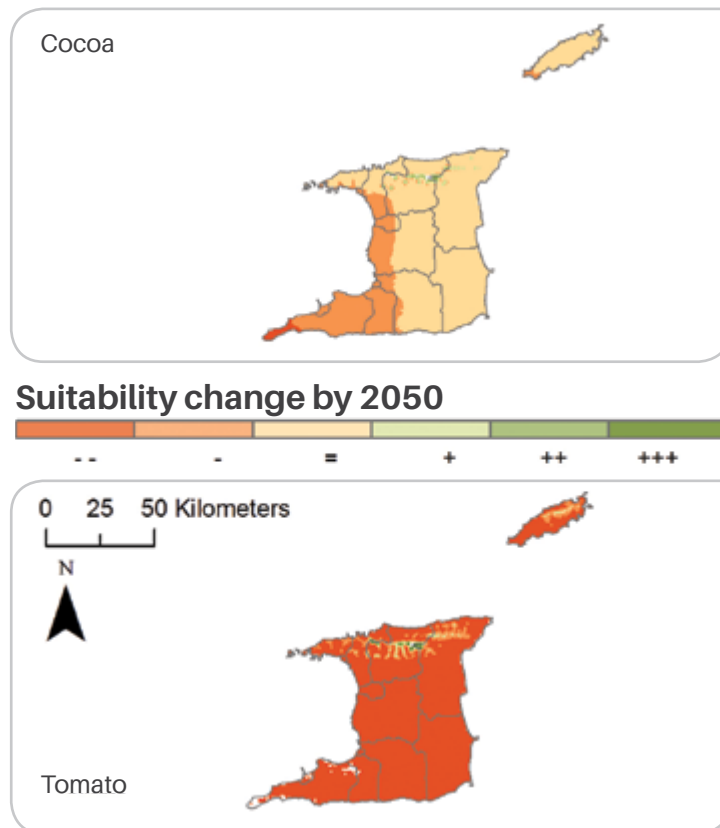 Cocoa
Suitability change by 2050
-- - = + ++ +++
0 25 50 Kilometers
N
Tomato